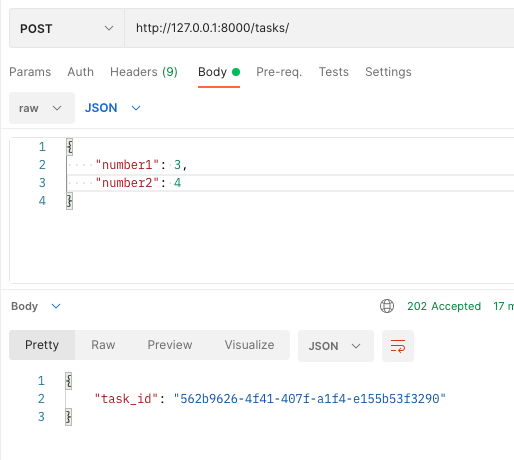 POST http://127.0.0.1:8000/tasks/
Params Auth Headers (9) Body Pre-req. Tests Settings
raw JSON
1 {
2 "number1": 3,
3 "number2": 4
4 }
Body 202 Accepted 17 m
Pretty Raw Preview Visualize JSON
1 {
2 "task_id": "562b9626-4f41-407f-a1f4-e155b53f3290"
3 }